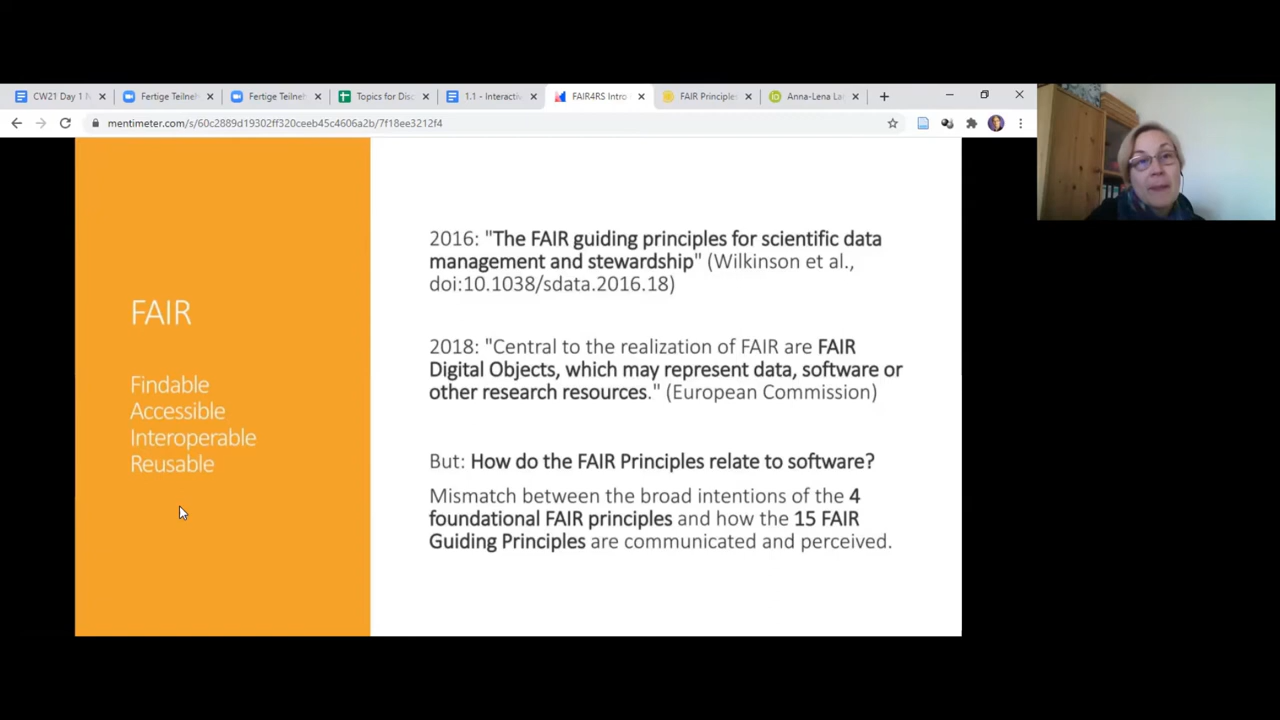 CW21 Day 1 N
Fertige Teilneh
Fertige Teilneh
Topics for Disc
1.1 - Interactiv
FAIR4RS Intro
FAIR Principles
Anna-Lena La
mentimeter.com/s/60c2889d19302ff320cceb45c4606a2b/7f18ee3212f4
FAIR
Findable
Accessible
Interoperable
Reusable
2016: "The FAIR guiding principles for scientific data
management and stewardship" (Wilkinson et al.,
doi:10.1038/sdata.2016.18)
2018: "Central to the realization of FAIR are FAIR
Digital Objects, which may represent data, software or
other research resources." (European Commission)
But: How do the FAIR Principles relate to software?
Mismatch between the broad intentions of the 4
foundational FAIR principles and how the 15 FAIR
Guiding Principles are communicated and perceived.